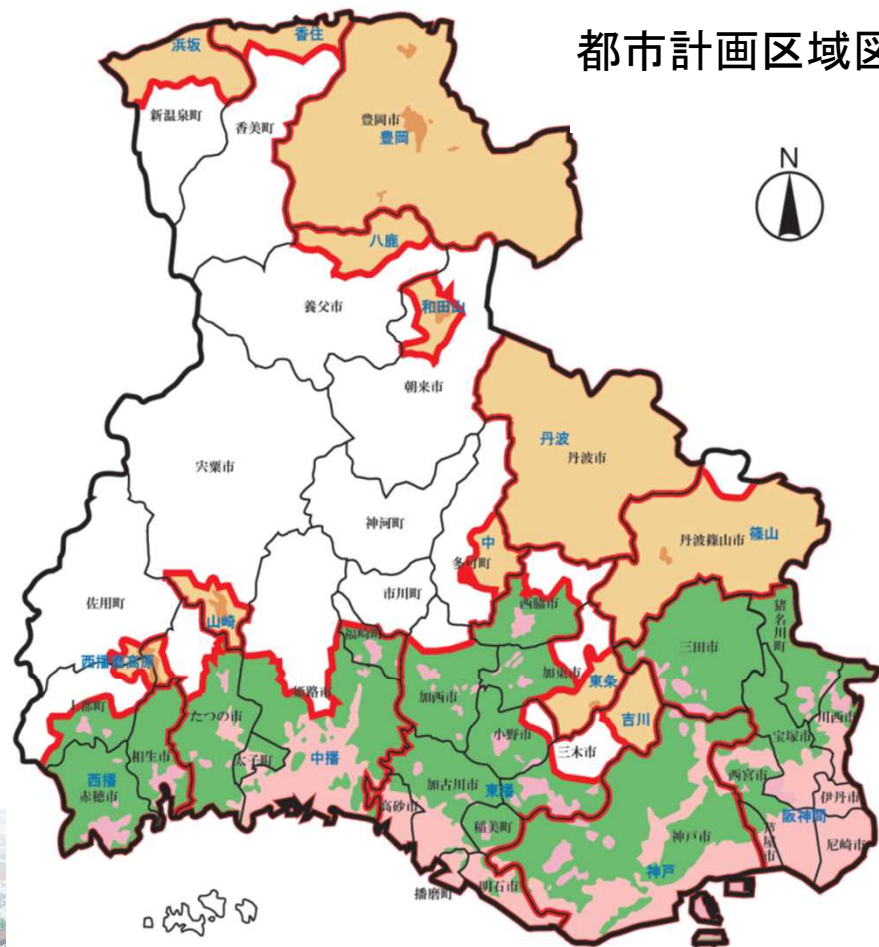 都市計画区域図
N
浜坂
香住
新温泉町
香美町
豊岡市
豊岡
八鹿
養父市
和田山
朝来市
丹波
丹波市
宍粟市
神河町
中
多可町
丹波篠山市
篠山
佐用町
山崎
市川町
西脇市
猪名川町
福崎町
三田市
西播磨高原
上郡町
姫路市
加西市
加東市
東条
吉川
たつの市
小野市
三木市
川西市
宝塚市
相生市
太子町
中播
西播
赤穂市
加古川市
東播
西宮市
伊丹市
阪神間
高砂市
稲美町
神戸市
芦屋市
尼崎市
播磨町
明石市
神戸